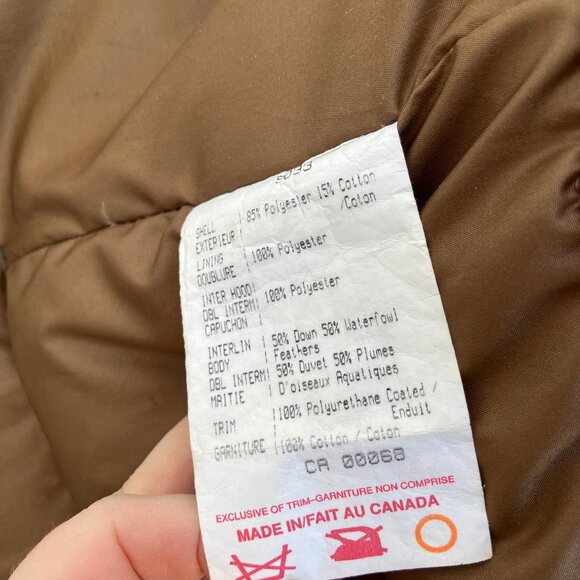 5033
SHELL | 85% Polyester 15% Cotton
EXTERIEUR | /Coton
LINING | 100% Polyester
DOUBLURE |
INTER HOOD| 100% Polyester
DBL INTERM|
CAPUCHON |
INTERLIN | 50% Down 50% Waterfowl
BODY | Feathers
DBL INTERM| 50% Duvet 50% Plumes
MAITIE | D'oiseaux Aquatiques
TRIM | 100% Polyurethane Coated /
| Enduit
GARNITURE | 100% Cotton / Coton
CA 00068
EXCLUSIVE OF TRIM-GARNITURE NON COMPRISE
MADE IN/FAIT AU CANADA